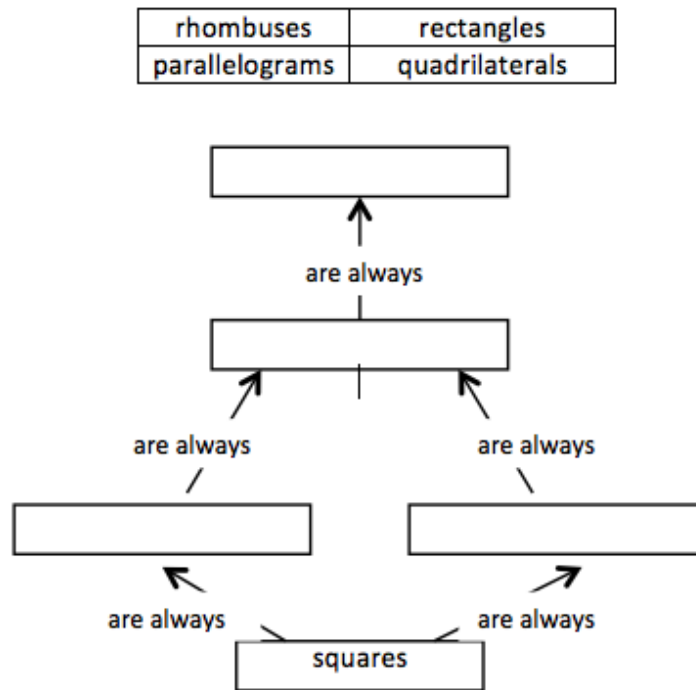 rhombuses rectangles
parallelograms quadrilaterals
are always
are always are always
are always are always
squares